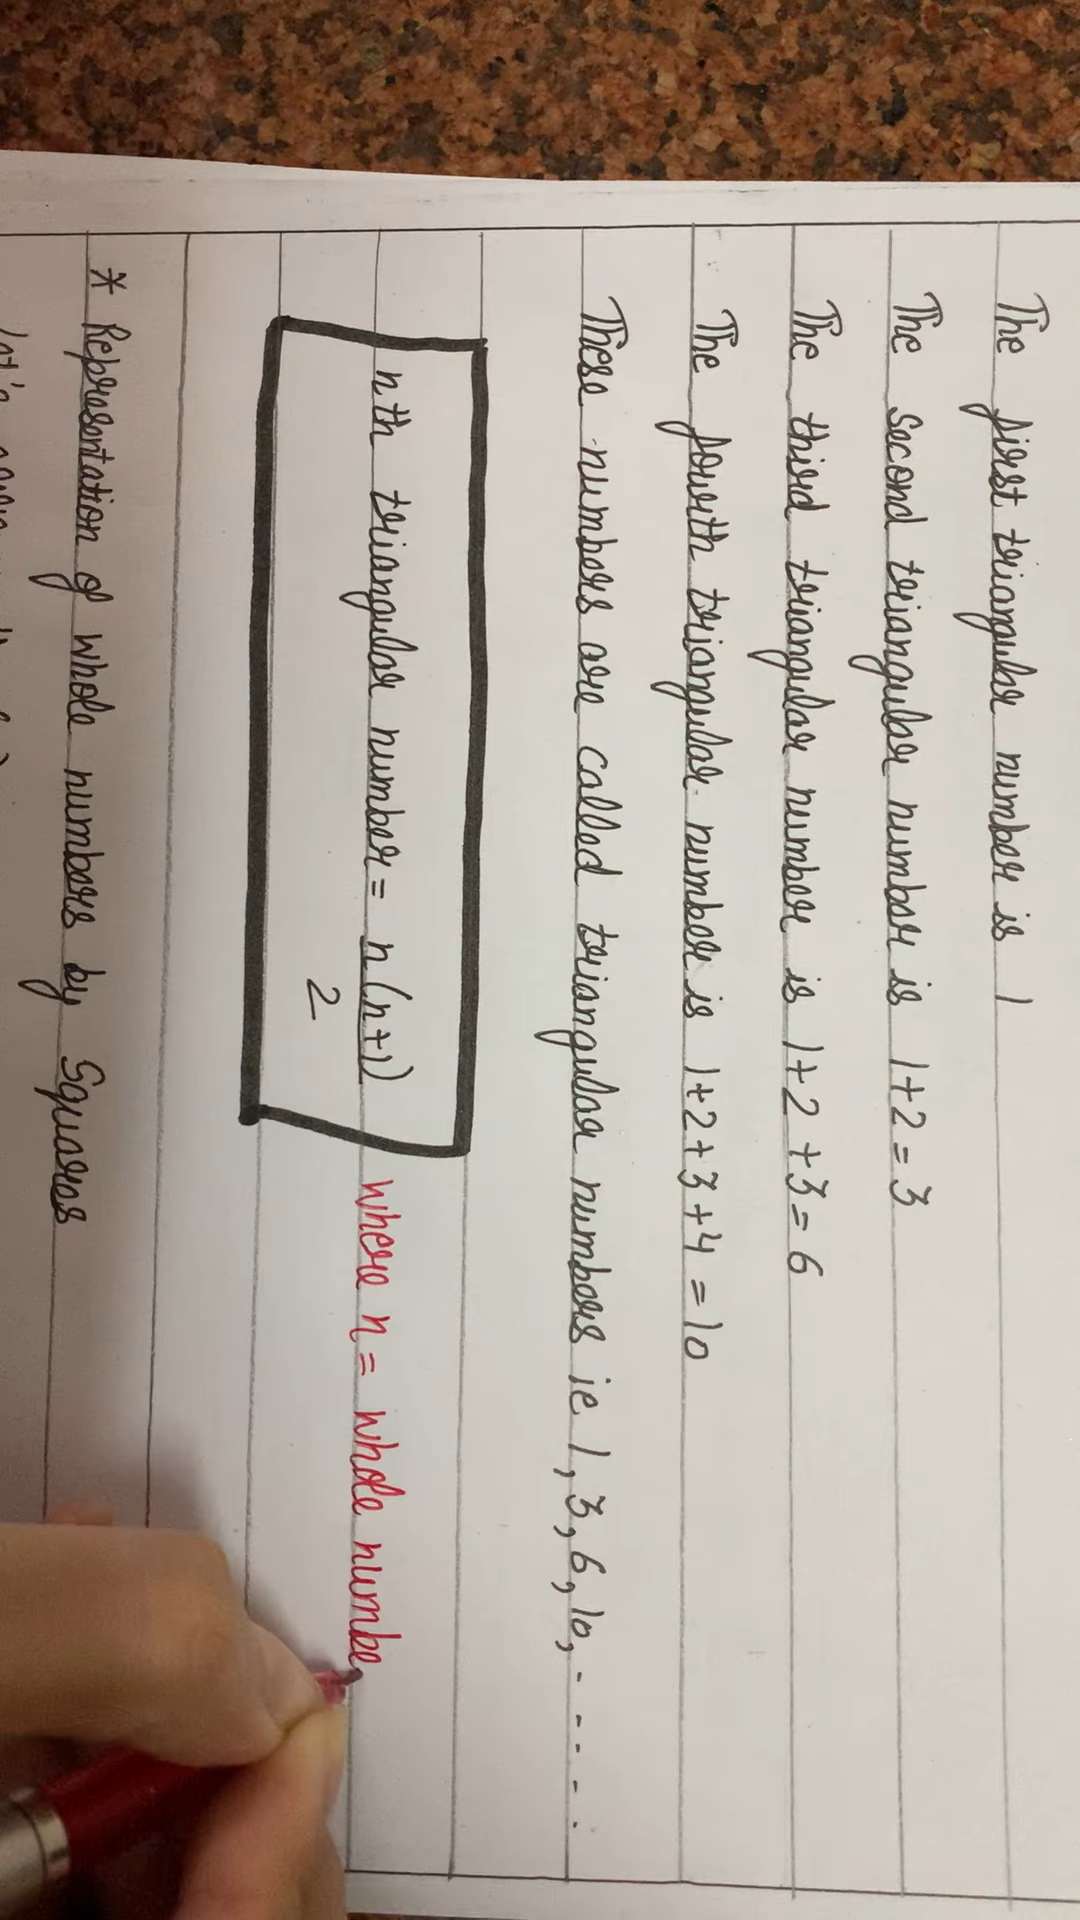 The first triangular number is 1
The second triangular number is 1+2=3
The third triangular number is 1+2+3=6
The fourth triangular number is 1+2+3+4=10
These numbers are called triangular numbers ie 1,3,6,10,-----
nth triangular number = n(n+1) where n = whole numbe
2
* Representation of whole numbers by Squares